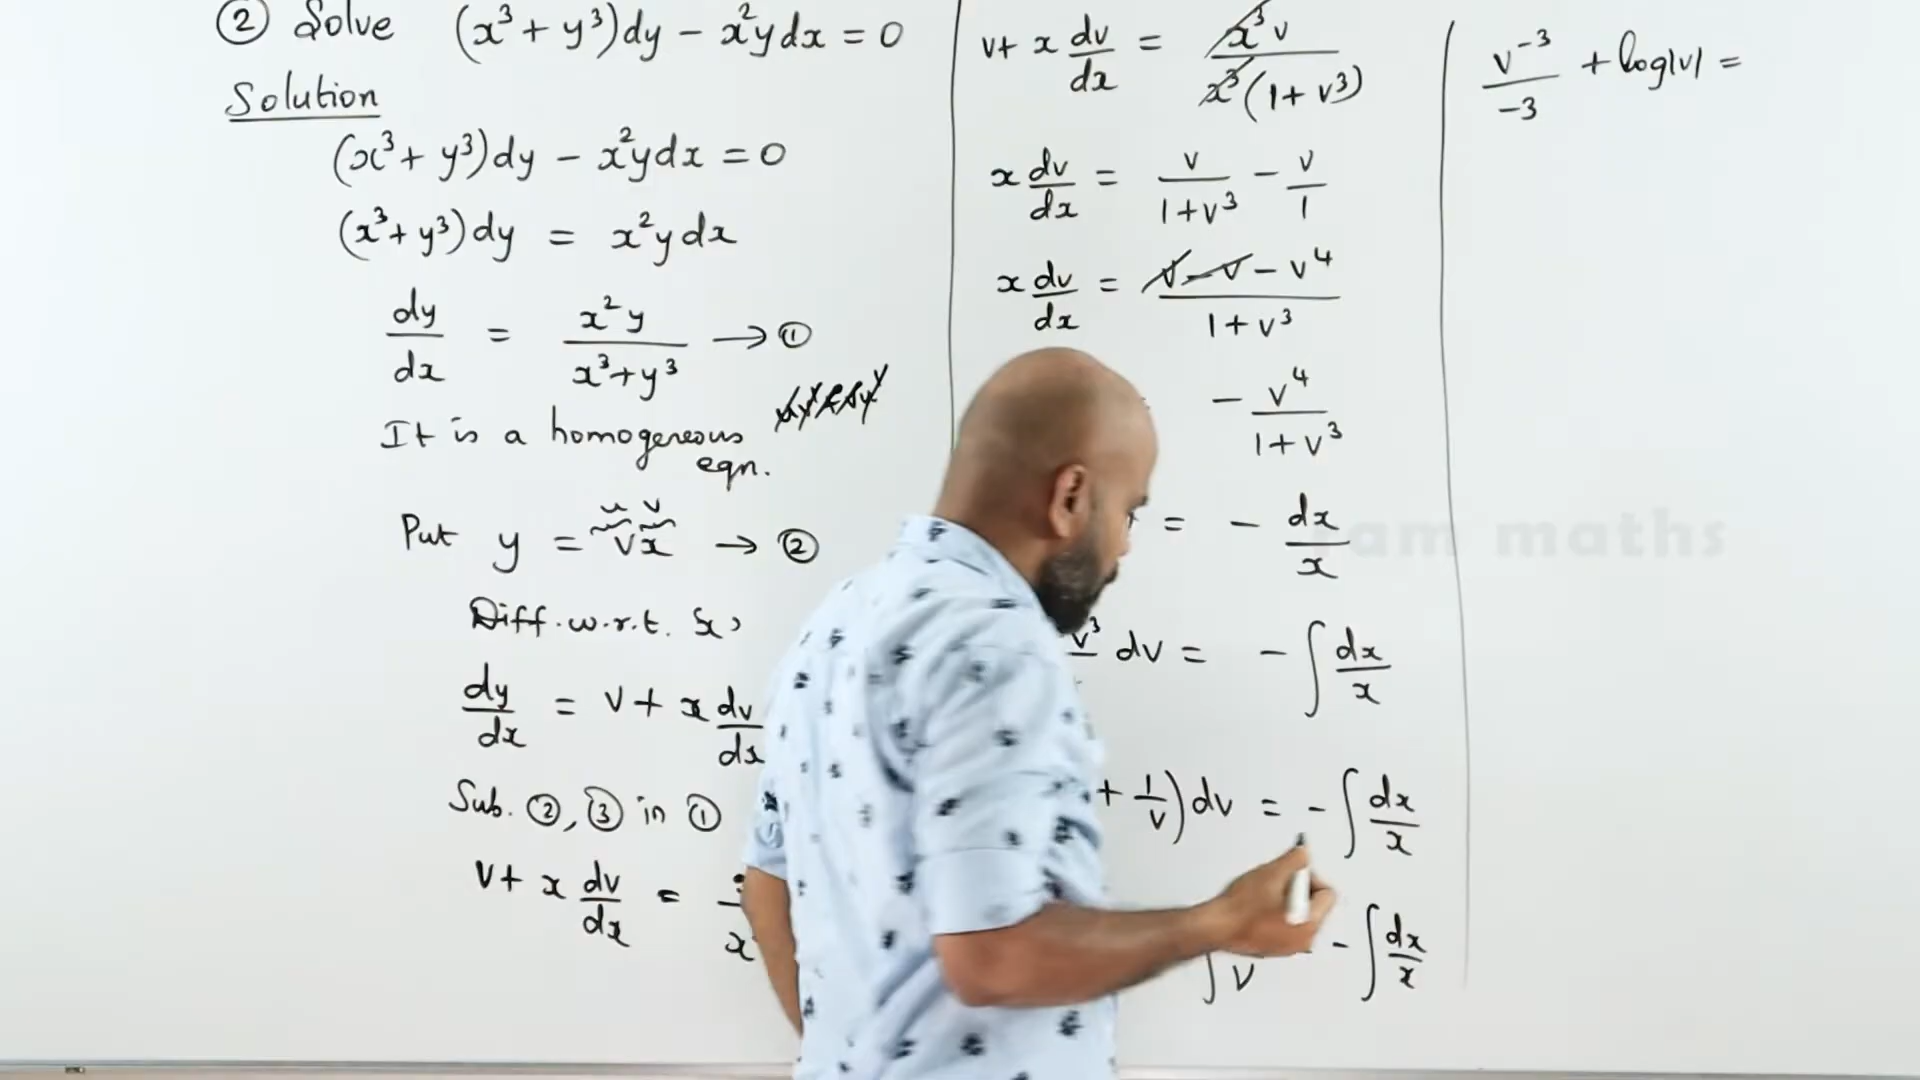 ② Solve (x³ + y³)dy - x²y dx = 0
Solution
(x³ + y³)dy - x²y dx = 0
(x³ + y³)dy = x²y dx
dy/dx = x²y / x³+y³ → ①
It is a homogeneous
eqn.
u v
Put y = vx → ②
Diff. w.r.t. x,
dy/dx = v + x dv/dx
Sub. ②, ③ in ①
v + x dv/dx =
v + x dv/dx = x³v / x³(1 + v³)
x dv/dx = v / 1+v³ - v/1
x dv/dx = v - v - v⁴ / 1 + v³
- v⁴ / 1 + v³
= - dx/x
v³ dv = - ∫ dx/x
+ 1/v) dv = - ∫ dx/x
∫ v - ∫ dx/x
v⁻³ / -3 + log|v| =
am maths